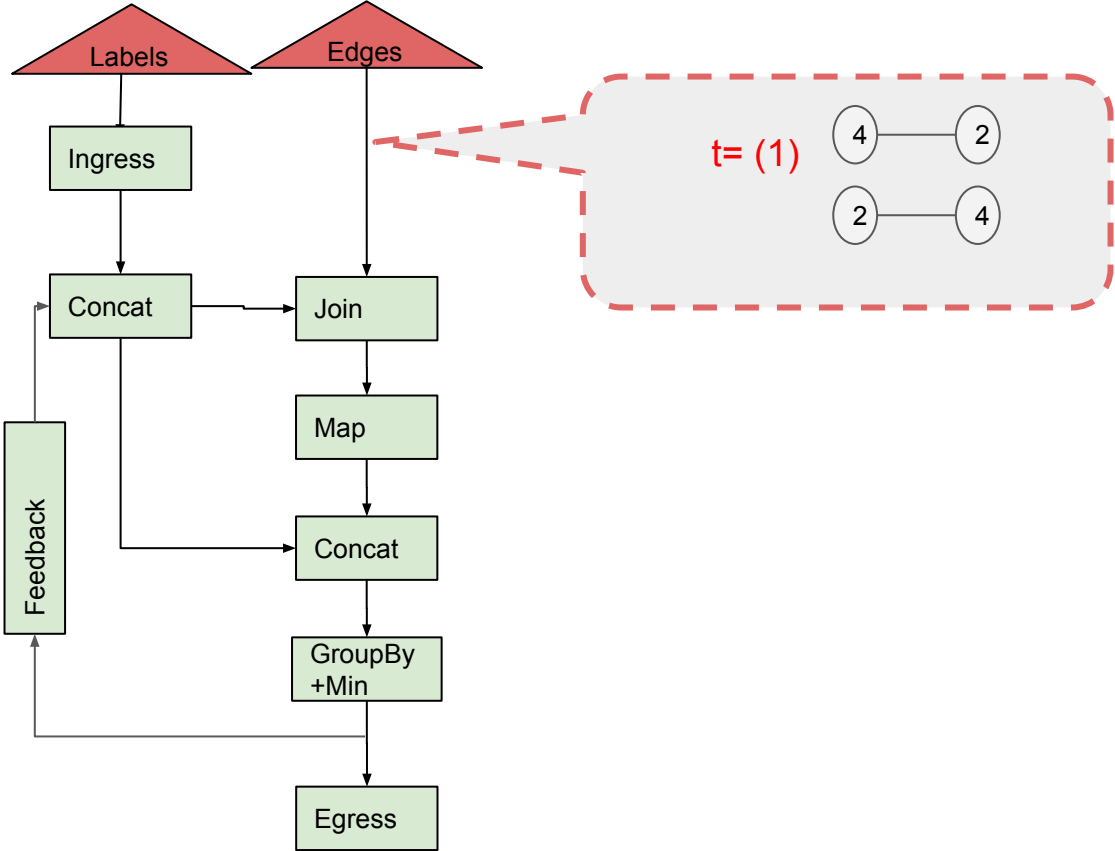 Labels
Edges
Ingress
t= (1)
4
2
2
4
Concat
Join
Map
Feedback
Concat
GroupBy
+Min
Egress